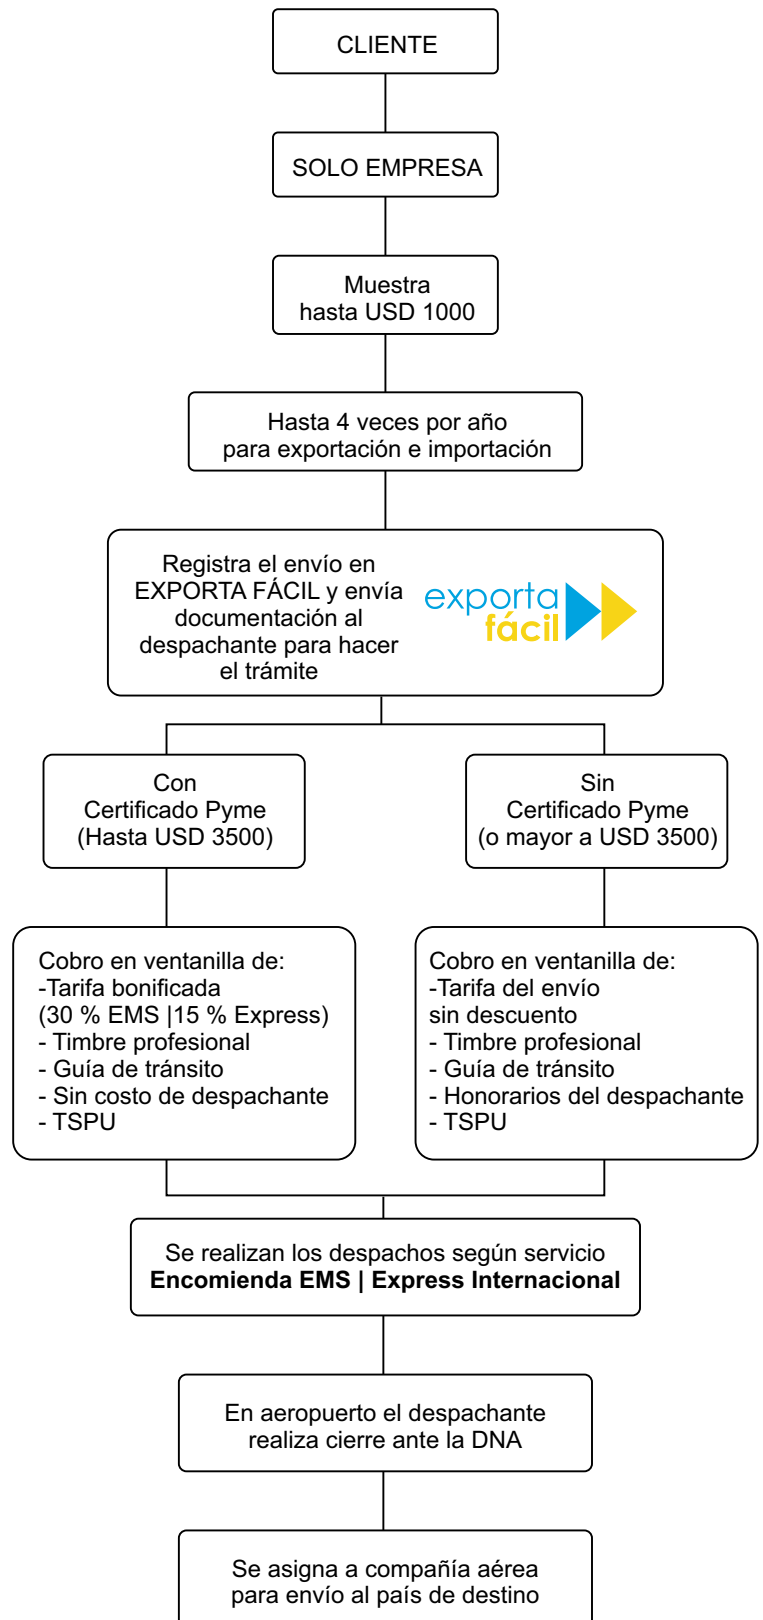 CLIENTE
SOLO EMPRESA
Muestra
hasta USD 1000
Hasta 4 veces por año
para exportación e importación
Registra el envío en
EXPORTA FÁCIL y envía
documentación al
despachante para hacer
el trámite
exporta
fácil
Con
Certificado Pyme
(Hasta USD 3500)
Sin
Certificado Pyme
(o mayor a USD 3500)
Cobro en ventanilla de:
-Tarifa bonificada
(30 % EMS |15 % Express)
- Timbre profesional
- Guía de tránsito
- Sin costo de despachante
- TSPU
Cobro en ventanilla de:
-Tarifa del envío
sin descuento
- Timbre profesional
- Guía de tránsito
- Honorarios del despachante
- TSPU
Se realizan los despachos según servicio
Encomienda EMS | Express Internacional
En aeropuerto el despachante
realiza cierre ante la DNA
Se asigna a compañía aérea
para envío al país de destino